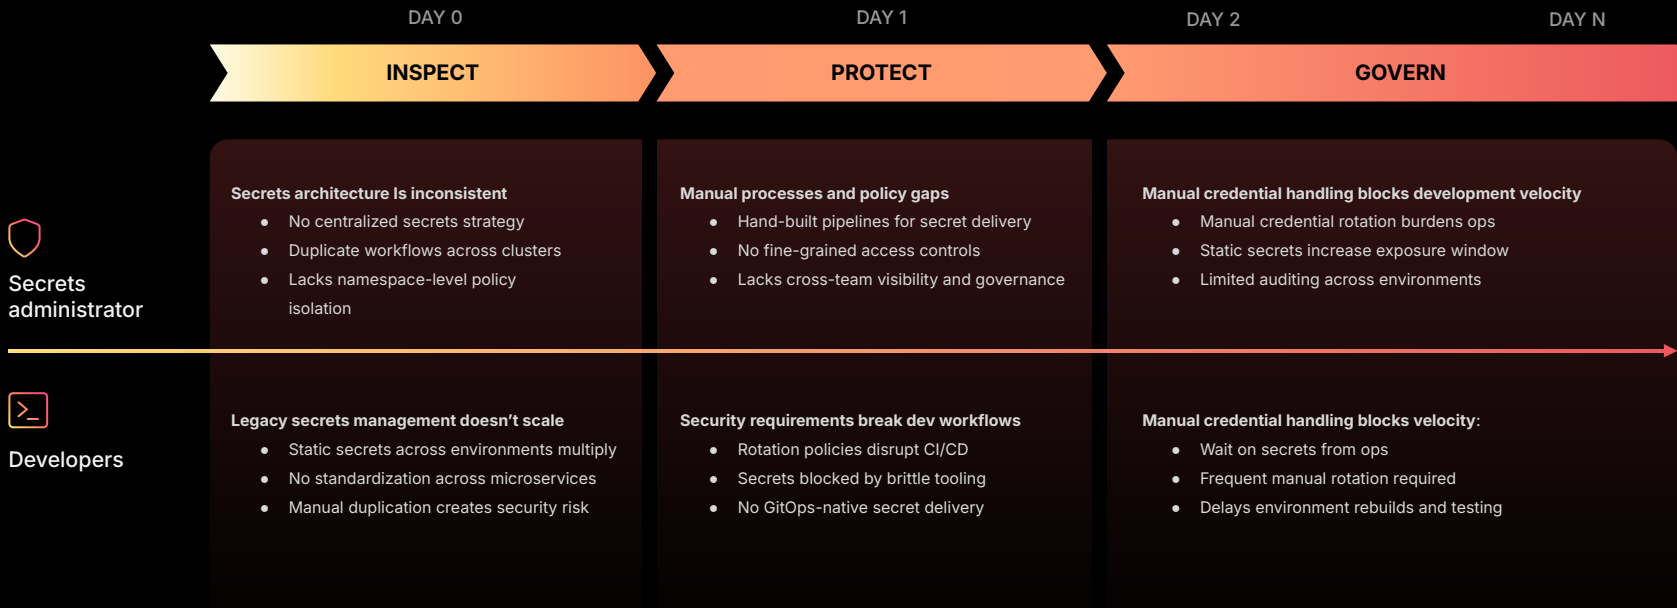 DAY 0
DAY 1
DAY 2
DAY N
INSPECT
PROTECT
GOVERN
Secrets
administrator
Secrets architecture Is inconsistent
● No centralized secrets strategy
● Duplicate workflows across clusters
● Lacks namespace-level policy
isolation
Manual processes and policy gaps
● Hand-built pipelines for secret delivery
● No fine-grained access controls
● Lacks cross-team visibility and governance
Manual credential handling blocks development velocity
● Manual credential rotation burdens ops
● Static secrets increase exposure window
● Limited auditing across environments
Developers
Legacy secrets management doesn’t scale
● Static secrets across environments multiply
● No standardization across microservices
● Manual duplication creates security risk
Security requirements break dev workflows
● Rotation policies disrupt CI/CD
● Secrets blocked by brittle tooling
● No GitOps-native secret delivery
Manual credential handling blocks velocity:
● Wait on secrets from ops
● Frequent manual rotation required
● Delays environment rebuilds and testing